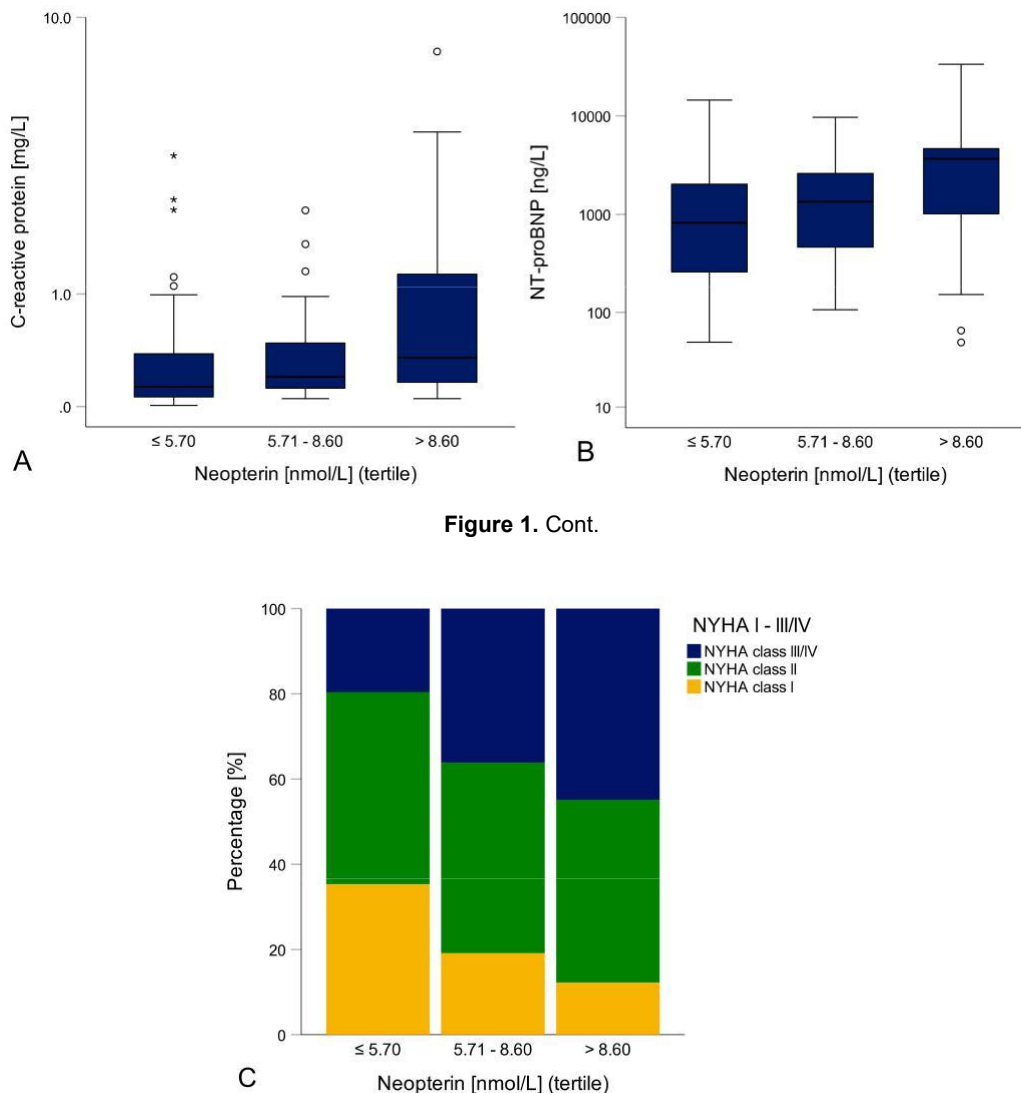 10.0
1.0
.0
C-reactive protein [mg/L]
≤ 5.70
5.71 - 8.60
> 8.60
Neopterin [nmol/L] (tertile)
A
100000
10000
1000
100
10
NT-proBNP [ng/L]
≤ 5.70
5.71 - 8.60
> 8.60
Neopterin [nmol/L] (tertile)
B
Figure 1. Cont.
100
80
60
40
20
0
Percentage [%]
≤ 5.70
5.71 - 8.60
> 8.60
Neopterin [nmol/L] (tertile)
C
NYHA I - III/IV
NYHA class III/IV
NYHA class II
NYHA class I